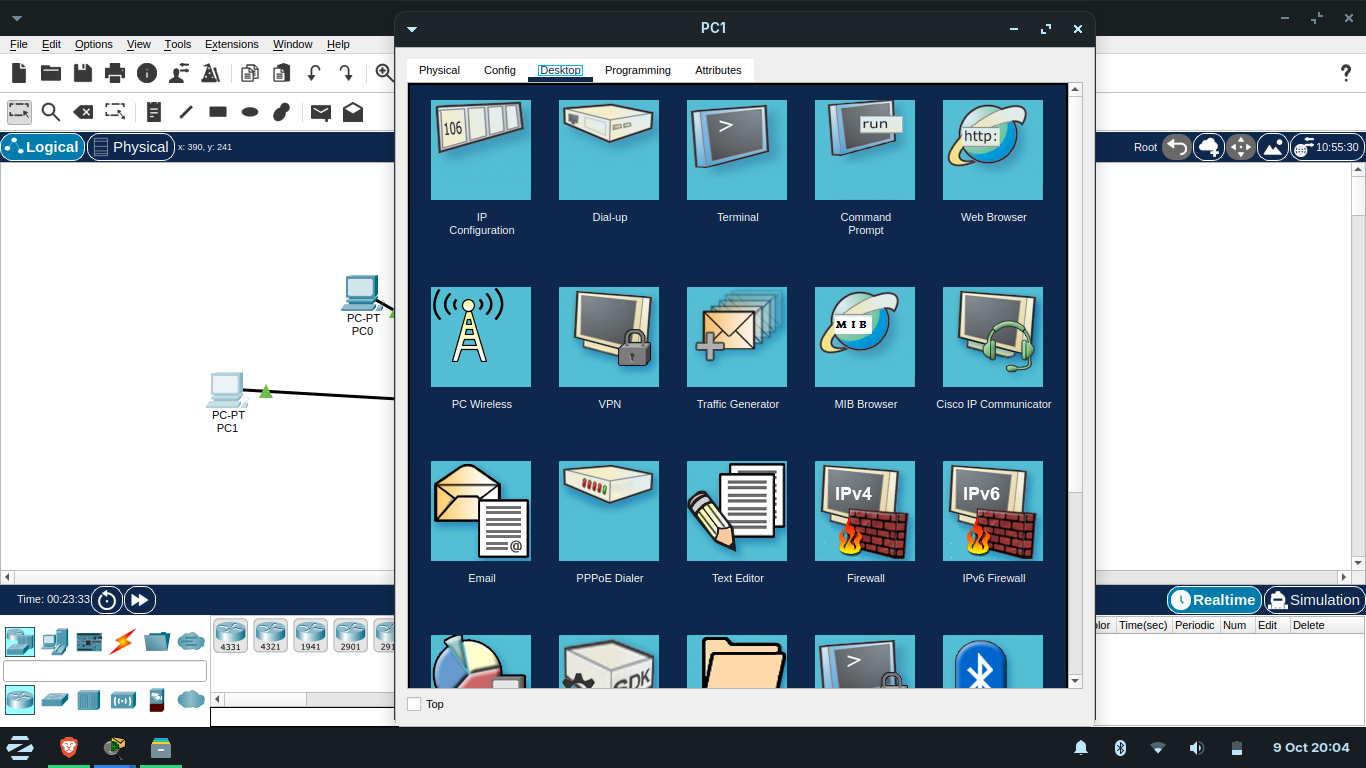 PC1
File Edit Options View Tools Extensions Window Help
Physical Config Desktop Programming Attributes
Logical Physical x: 390, y: 241
Root 10:55:30
106
>
run
http:
IP
Configuration
Dial-up
Terminal
Command
Prompt
Web Browser
PC-PT
PC0
PC-PT
PC1
MIB
PC Wireless
VPN
Traffic Generator
MIB Browser
Cisco IP Communicator
@
IPv4
IPv6
Email
PPPoE Dialer
Text Editor
Firewall
IPv6 Firewall
>
Time: 00:23:33
Realtime Simulation
4331 4321 1941 2901 291
Time(sec) Periodic Num Edit Delete
Top
9 Oct 20:04